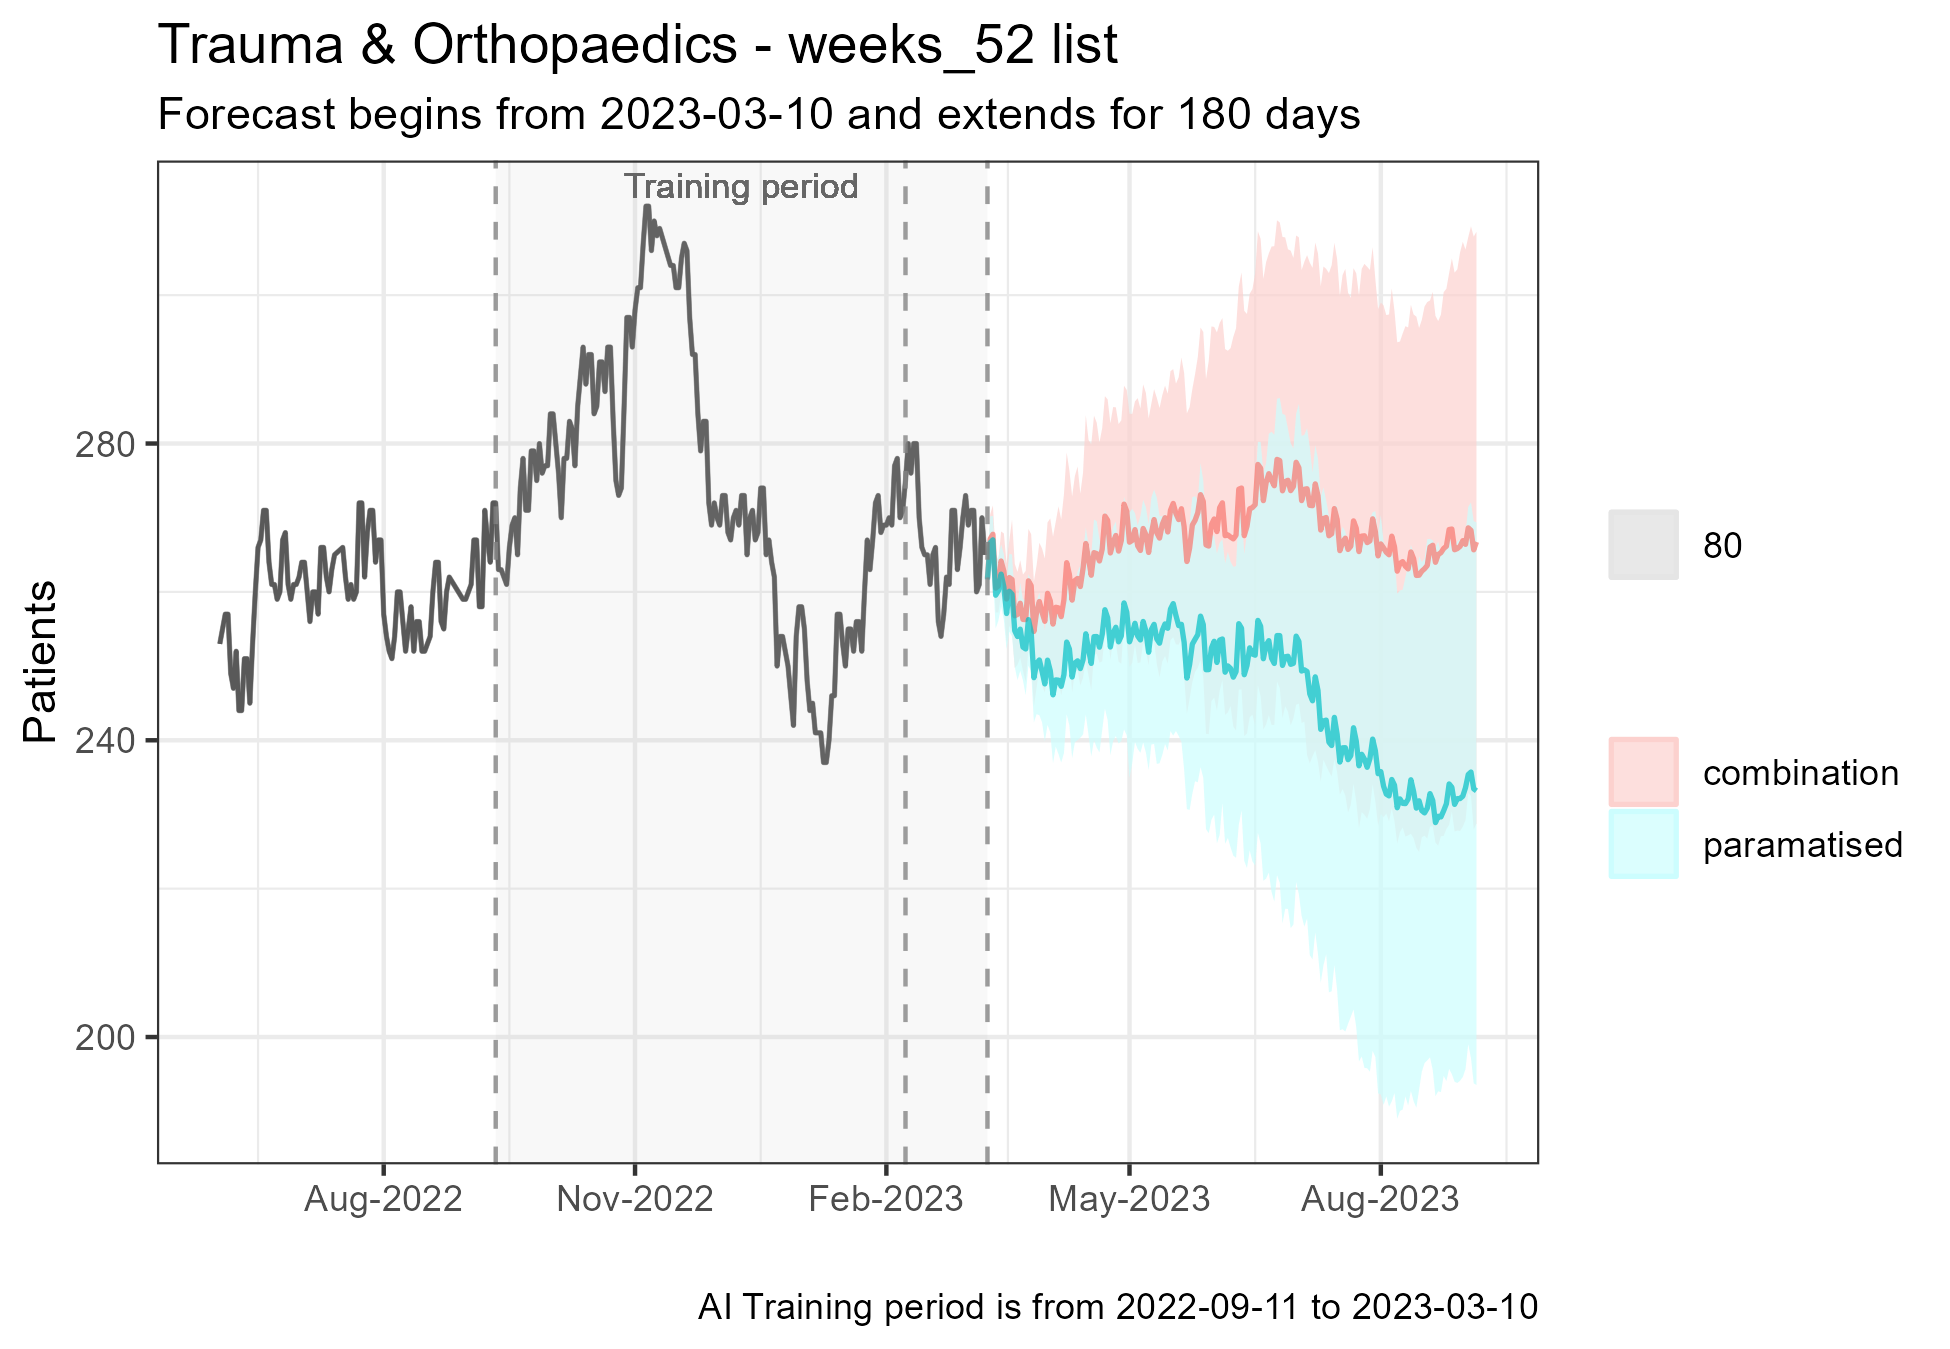 Trauma & Orthopaedics - weeks_52 list
Forecast begins from 2023-03-10 and extends for 180 days
Training period
Patients
280
240
200
Aug-2022
Nov-2022
Feb-2023
May-2023
Aug-2023
80
combination
paramatised
AI Training period is from 2022-09-11 to 2023-03-10